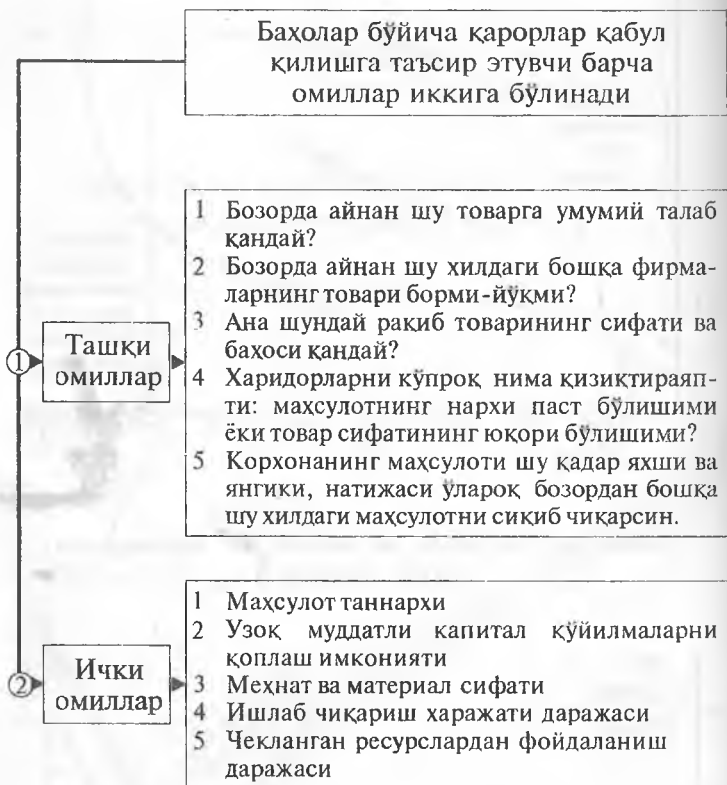 Баҳолар бўйича қарорлар қабул
қилишга таъсир этувчи барча
омиллар иккига бўлинади
1
Ташқи
омиллар
1 Бозорда айнан шу товарга умумий талаб
қандай?
2 Бозорда айнан шу хилдаги бошқа фирма-
ларнинг товари борми-йўқми?
3 Ана шундай рақиб товарининг сифати ва
баҳоси қандай?
4 Харидорларни кўпроқ нима қизиқтираяп-
ти: маҳсулотнинг нархи паст бўлишими
ёки товар сифатининг юқори бўлишими?
5 Корхонанинг маҳсулоти шу қадар яхши ва
янгики, натижаси ўлароқ бозордан бошқа
шу хилдаги маҳсулотни сиқиб чиқарсин.
2
Ички
омиллар
1 Маҳсулот таннархи
2 Узоқ муддатли капитал қўйилмаларни
қоплаш имконияти
3 Меҳнат ва материал сифати
4 Ишлаб чиқариш харажати даражаси
5 Чекланган ресурслардан фойдаланиш
даражаси